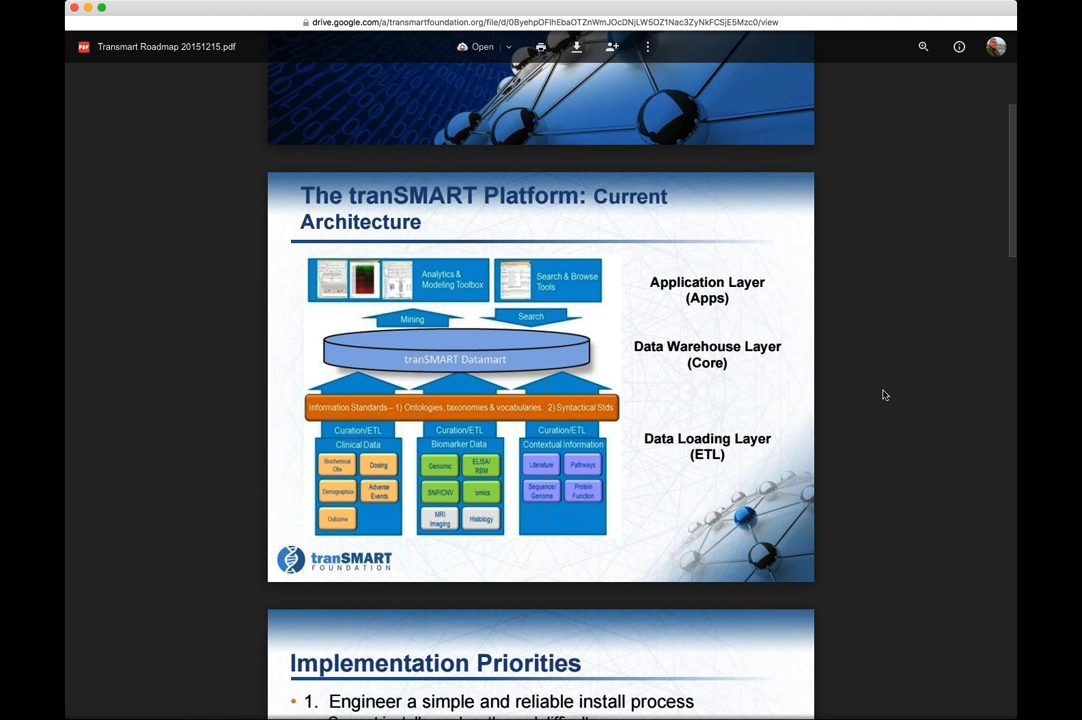 drive.google.com/a/transmartfoundation.org/file/d/0ByehpOFIhEbaOTZnWmJOcDNjLW5OZ1Nac3ZyNkFCSjE5Mzc0/view
PDF
Transmart Roadmap 20151215.pdf
Open
The tranSMART Platform: Current
Architecture
Analytics &
Modeling Toolbox
Search & Browse
Tools
Application Layer
(Apps)
Mining
Search
tranSMART Datamart
Data Warehouse Layer
(Core)
Information Standards – 1) Ontologies, taxonomies & vocabularies. 2) Syntactical Stds
Curation/ETL
Curation/ETL
Curation/ETL
Clinical Data
Biomarker Data
Contextual Information
Data Loading Layer
(ETL)
Biochemical
Obs
Dosing
Genomic
ELISA/
RBM
Literature
Pathways
Demographics
Adverse
Events
SNP/CNV
'omics
Sequence/
Genome
Protein
Function
Outcome
MRI
Imaging
Histology
tranSMART
FOUNDATION
Implementation Priorities
• 1. Engineer a simple and reliable install process